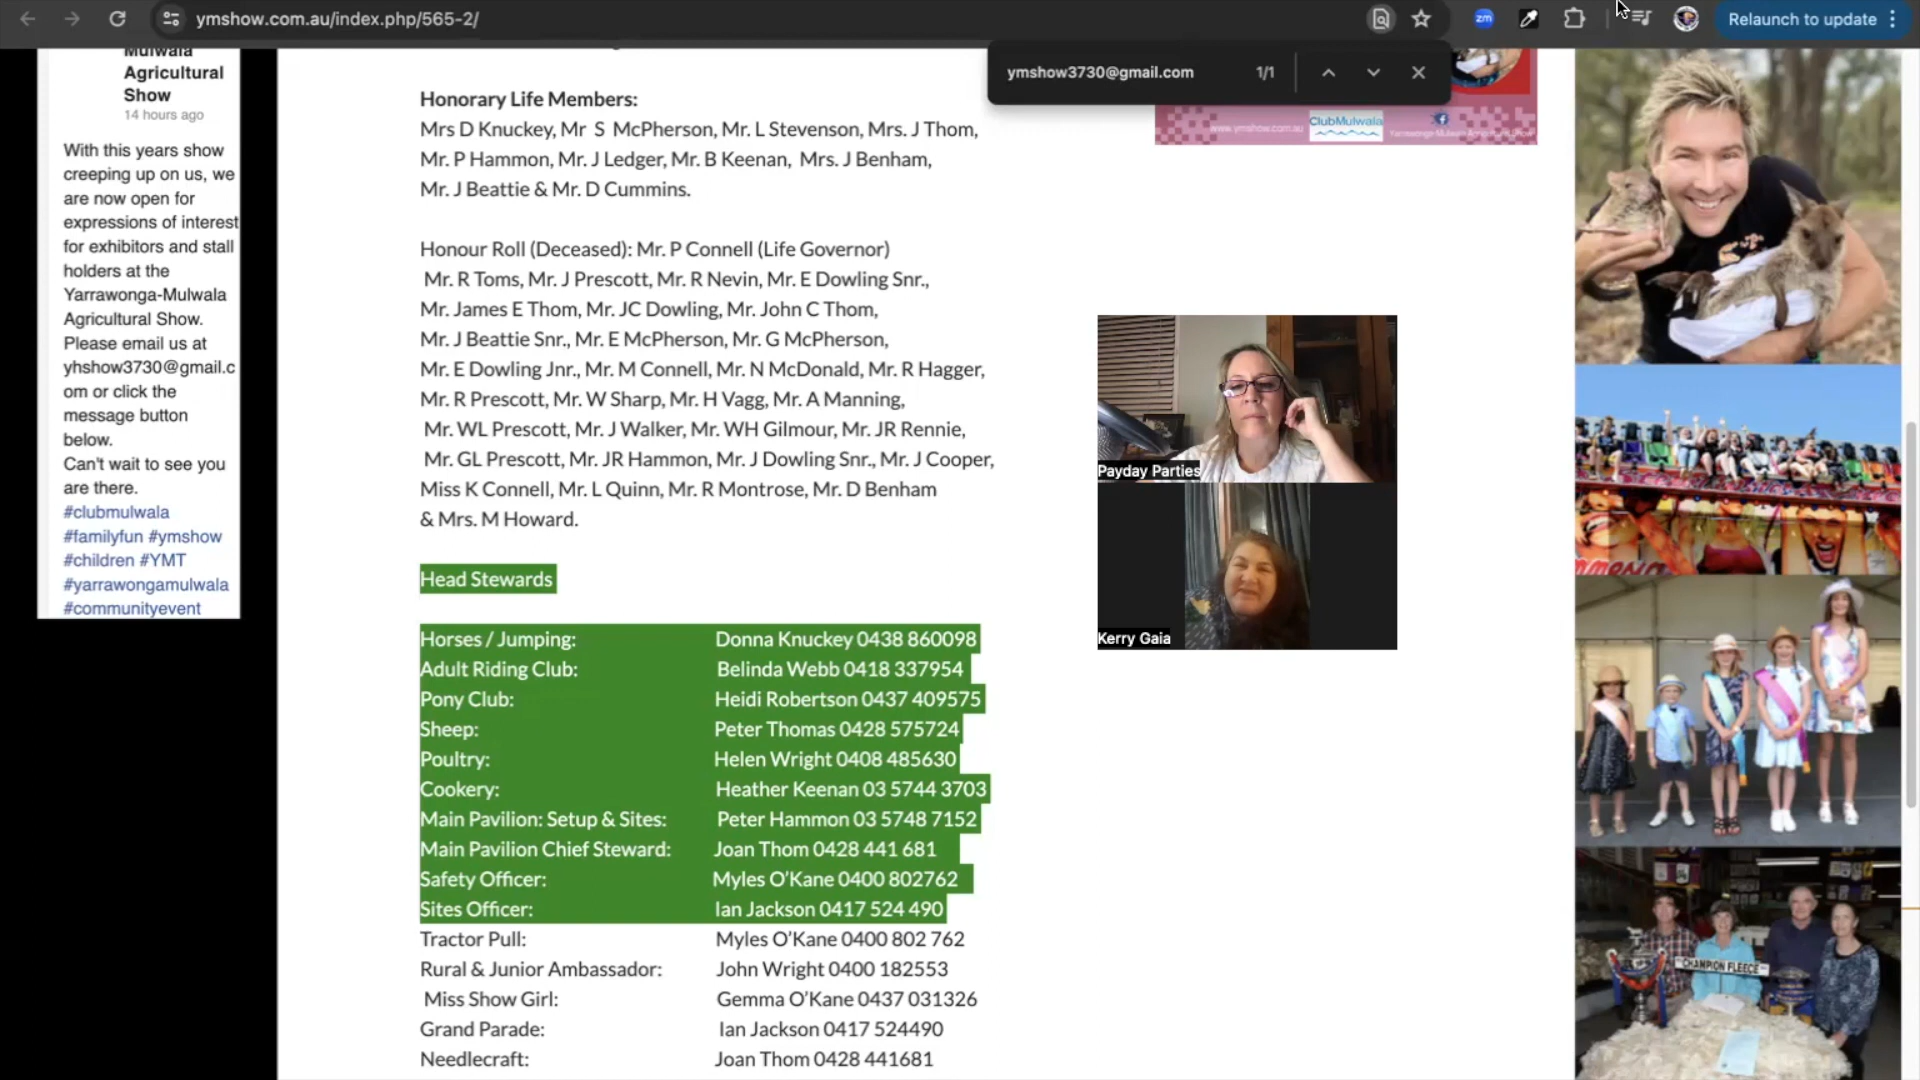 ymshow.com.au/index.php/565-2/
zm
Relaunch to update
ymshow3730@gmail.com 1/1
Mulwala
Agricultural
Show
14 hours ago
With this years show
creeping up on us, we
are now open for
expressions of interest
for exhibitors and stall
holders at the
Yarrawonga-Mulwala
Agricultural Show.
Please email us at
yhshow3730@gmail.c
om or click the
message button
below.
Can't wait to see you
are there.
#clubmulwala
#familyfun #ymshow
#children #YMT
#yarrawongamulwala
#communityevent
Honorary Life Members:
Mrs D Knuckey, Mr S McPherson, Mr. L Stevenson, Mrs. J Thom,
Mr. P Hammon, Mr. J Ledger, Mr. B Keenan, Mrs. J Benham,
Mr. J Beattie & Mr. D Cummins.
Honour Roll (Deceased): Mr. P Connell (Life Governor)
Mr. R Toms, Mr. J Prescott, Mr. R Nevin, Mr. E Dowling Snr.,
Mr. James E Thom, Mr. JC Dowling, Mr. John C Thom,
Mr. J Beattie Snr., Mr. E McPherson, Mr. G McPherson,
Mr. E Dowling Jnr., Mr. M Connell, Mr. N McDonald, Mr. R Hagger,
Mr. R Prescott, Mr. W Sharp, Mr. H Vagg, Mr. A Manning,
Mr. WL Prescott, Mr. J Walker, Mr. WH Gilmour, Mr. JR Rennie,
Mr. GL Prescott, Mr. JR Hammon, Mr. J Dowling Snr., Mr. J Cooper,
Miss K Connell, Mr. L Quinn, Mr. R Montrose, Mr. D Benham
& Mrs. M Howard.
Head Stewards
Horses / Jumping: Donna Knuckey 0438 860098
Adult Riding Club: Belinda Webb 0418 337954
Pony Club: Heidi Robertson 0437 409575
Sheep: Peter Thomas 0428 575724
Poultry: Helen Wright 0408 485630
Cookery: Heather Keenan 03 5744 3703
Main Pavilion: Setup & Sites: Peter Hammon 03 5748 7152
Main Pavilion Chief Steward: Joan Thom 0428 441 681
Safety Officer: Myles O’Kane 0400 802762
Sites Officer: Ian Jackson 0417 524 490
Tractor Pull: Myles O’Kane 0400 802 762
Rural & Junior Ambassador: John Wright 0400 182553
Miss Show Girl: Gemma O’Kane 0437 031326
Grand Parade: Ian Jackson 0417 524490
Needlecraft: Joan Thom 0428 441681
www.ymshow.com.au
ClubMulwala
Yarrawonga-Mulwala Agricultural Show
Payday Parties
Kerry Gaia
CHAMPION FLEECE